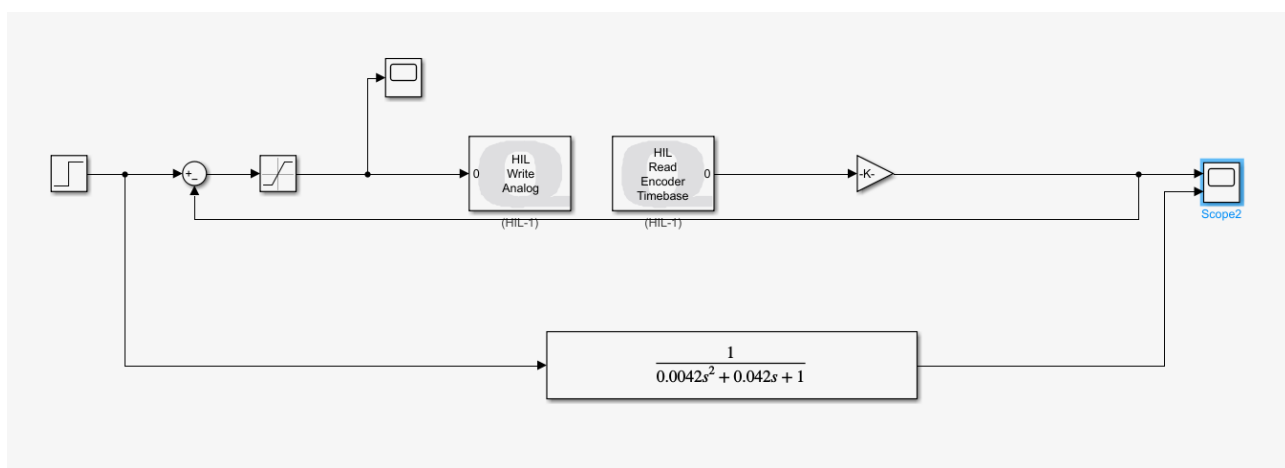 +
-
HIL
Write
Analog
0
(HIL-1)
HIL
Read
Encoder
Timebase
0
(HIL-1)
-K-
Scope2
1
0.0042s² + 0.042s + 1